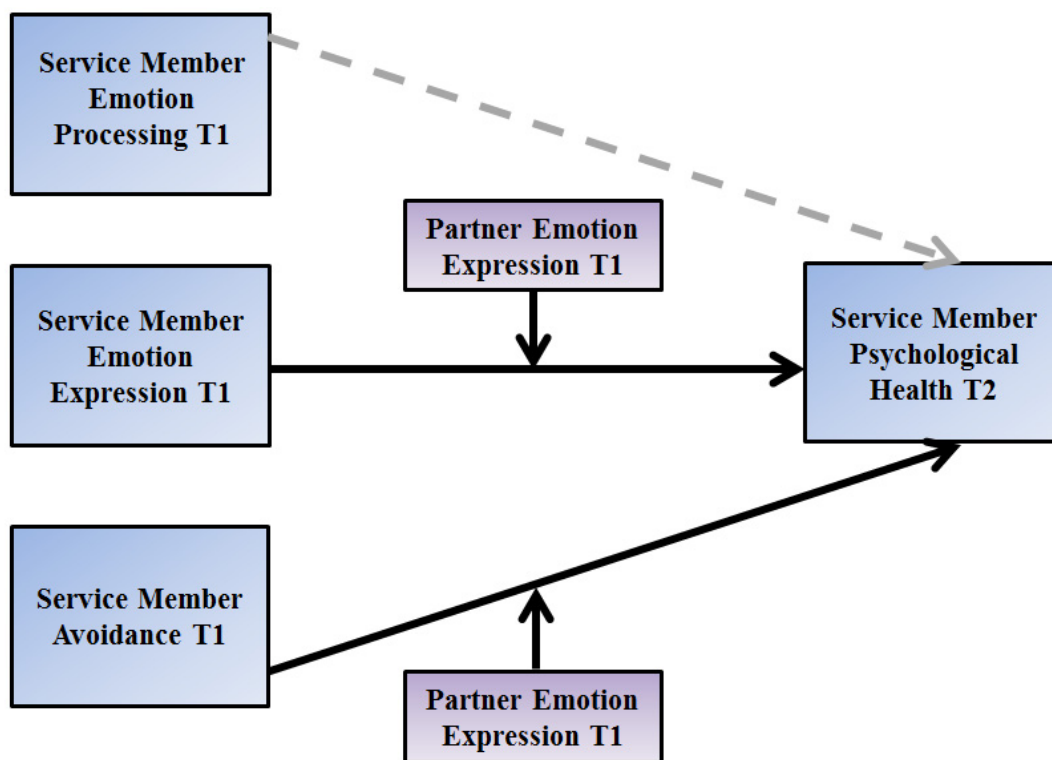 Service Member
Emotion
Processing T1
Partner Emotion
Expression T1
Service Member
Emotion
Expression T1
Service Member
Psychological
Health T2
Service Member
Avoidance T1
Partner Emotion
Expression T1